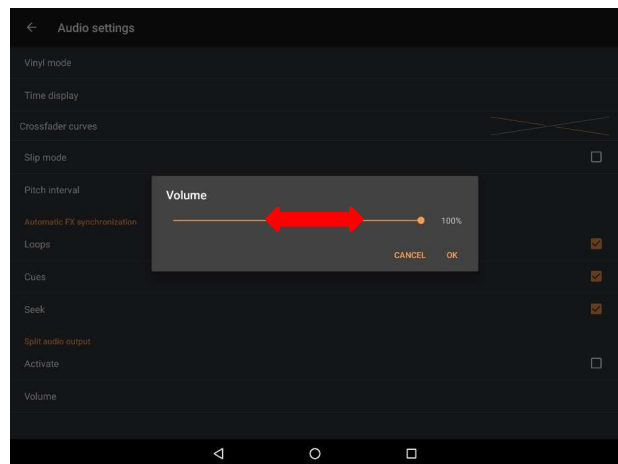 Audio settings
Vinyl mode
Time display
Crossfader curves
Slip mode
Pitch interval
Volume
100%
CANCEL OK
Automatic FX synchronization
Loops
Cues
Seek
Split audio output
Activate
Volume